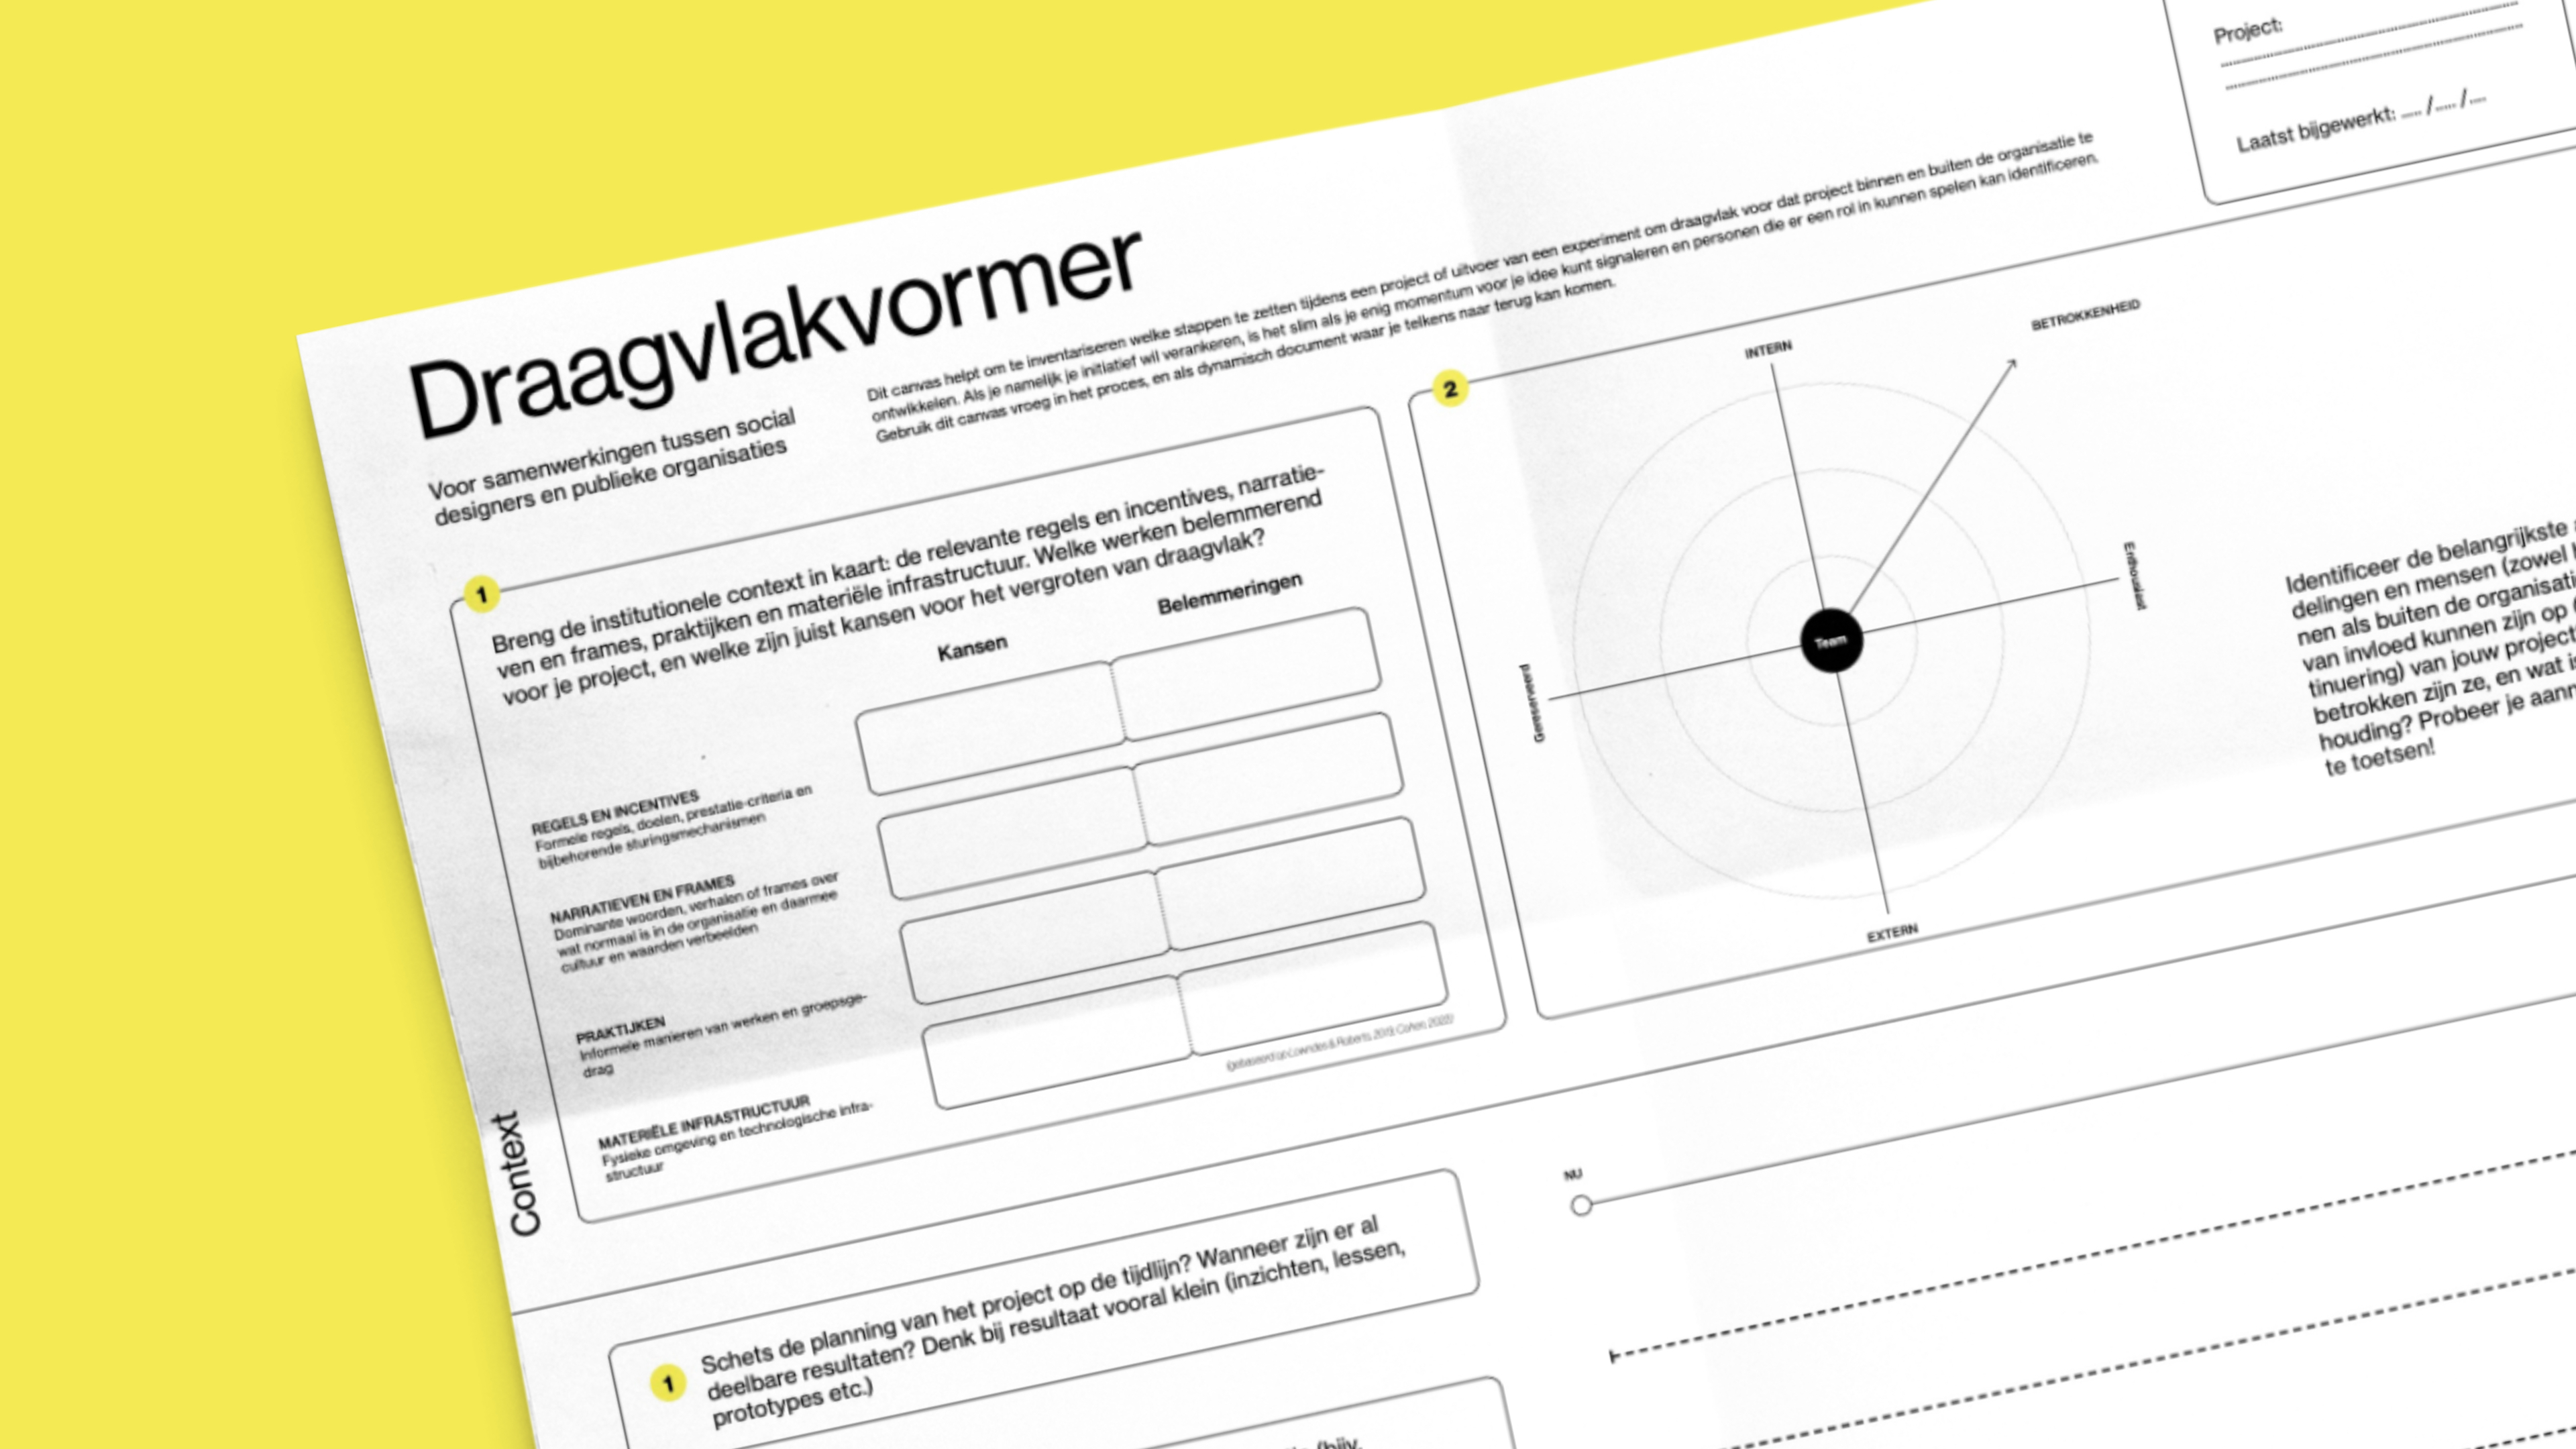 Project:
Laatst bijgewerkt: ..... /..... /.....
Draagvlakvormer
Voor samenwerkingen tussen social
designers en publieke organisaties
Dit canvas helpt om te inventariseren welke stappen te zetten tijdens een project of uitvoer van een experiment om draagvlak voor dat project binnen en buiten de organisatie te
ontwikkelen. Als je namelijk je initiatief wil verankeren, is het slim als je enig momentum voor je idee kunt signaleren en personen die er een rol in kunnen spelen kan identificeren.
Gebruik dit canvas vroeg in het proces, en als dynamisch document waar je telkens naar terug kan komen.
1
Breng de institutionele context in kaart: de relevante regels en incentives, narratie-
ven en frames, praktijken en materiële infrastructuur. Welke werken belemmerend
voor je project, en welke zijn juist kansen voor het vergroten van draagvlak?
Kansen
Belemmeringen
REGELS EN INCENTIVES
Formele regels, doelen, prestatie-criteria en
bijbehorende sturingsmechanismen
NARRATIEVEN EN FRAMES
Dominante woorden, verhalen of frames over
wat normaal is in de organisatie en daarmee
cultuur en waarden verbeelden
PRAKTIJKEN
Informele manieren van werken en groepsge-
drag
MATERIËLE INFRASTRUCTUUR
Fysieke omgeving en technologische infra-
structuur
(gebaseerd op Lowndes & Roberts, 2013; Cohen, 2022)
Context
2
INTERN
BETROKKENHEID
Enthousiast
Team
Gereserveerd
EXTERN
Identificeer de belangrijkste
delingen en mensen (zowel
nen als buiten de organisati
van invloed kunnen zijn op
tinuering) van jouw project
betrokken zijn ze, en wat
houding? Probeer je aann
te toetsen!
1
Schets de planning van het project op de tijdlijn? Wanneer zijn er al
deelbare resultaten? Denk bij resultaat vooral klein (inzichten, lessen,
prototypes etc.)
NU
(bijv.